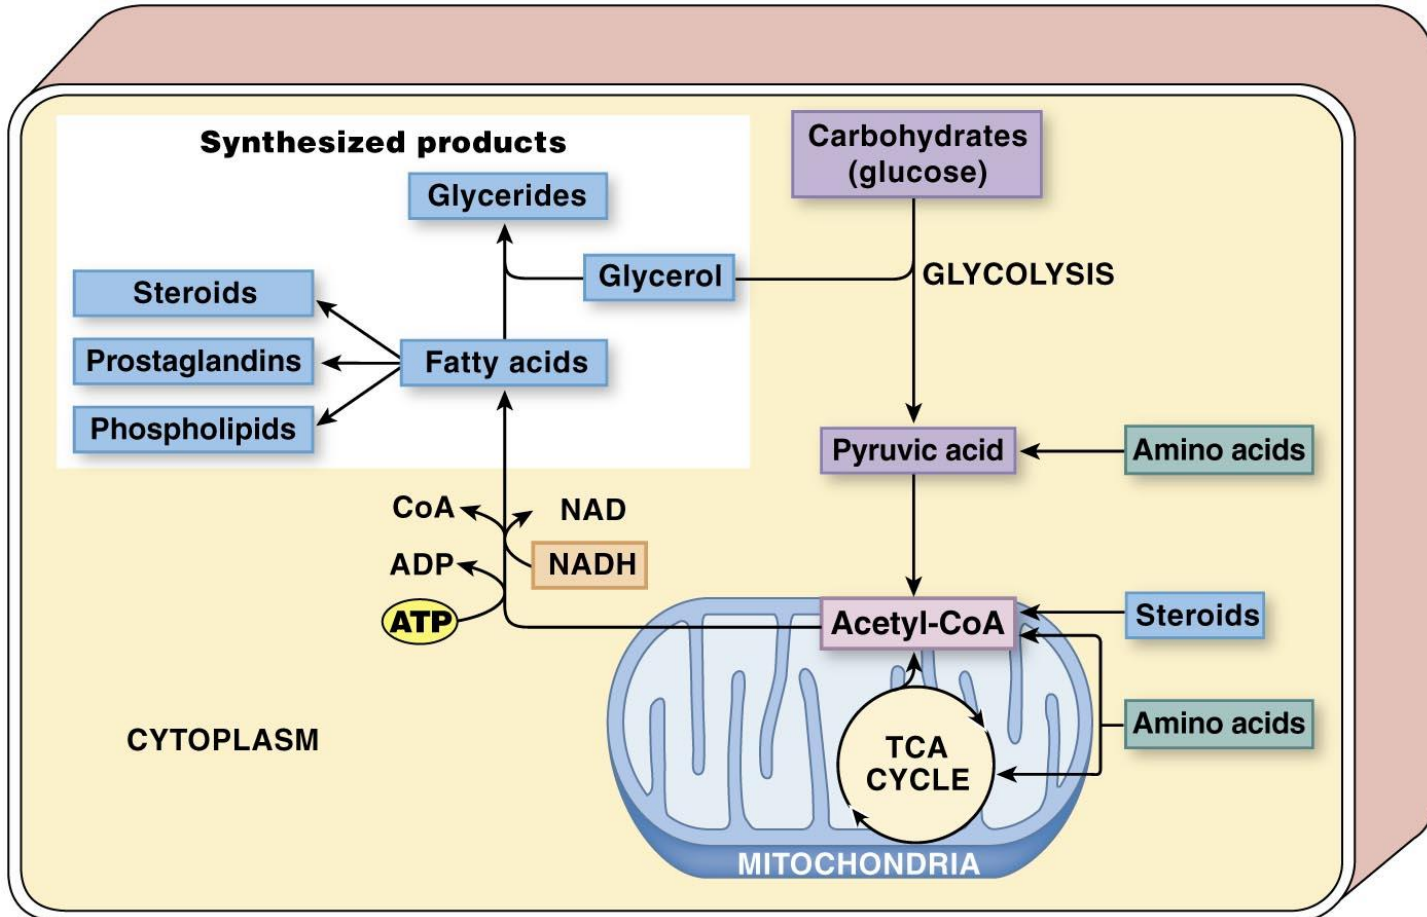 Synthesized products
Carbohydrates
(glucose)
Glycerides
Glycerol
GLYCOLYSIS
Steroids
Prostaglandins
Fatty acids
Phospholipids
Pyruvic acid
Amino acids
CoA
NAD
ADP
NADH
ATP
Acetyl-CoA
Steroids
Amino acids
CYTOPLASM
TCA
CYCLE
MITOCHONDRIA